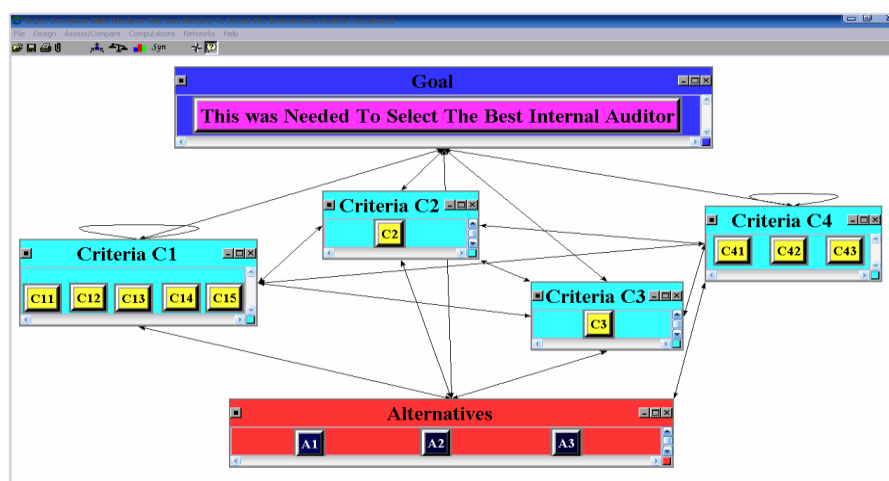 File Design Assess/Compare Computations Networks Help
Syn
Goal
This was Needed To Select The Best Internal Auditor
Criteria C2
C2
Criteria C4
C41 C42 C43
Criteria C1
C11 C12 C13 C14 C15
Criteria C3
C3
Alternatives
A1 A2 A3